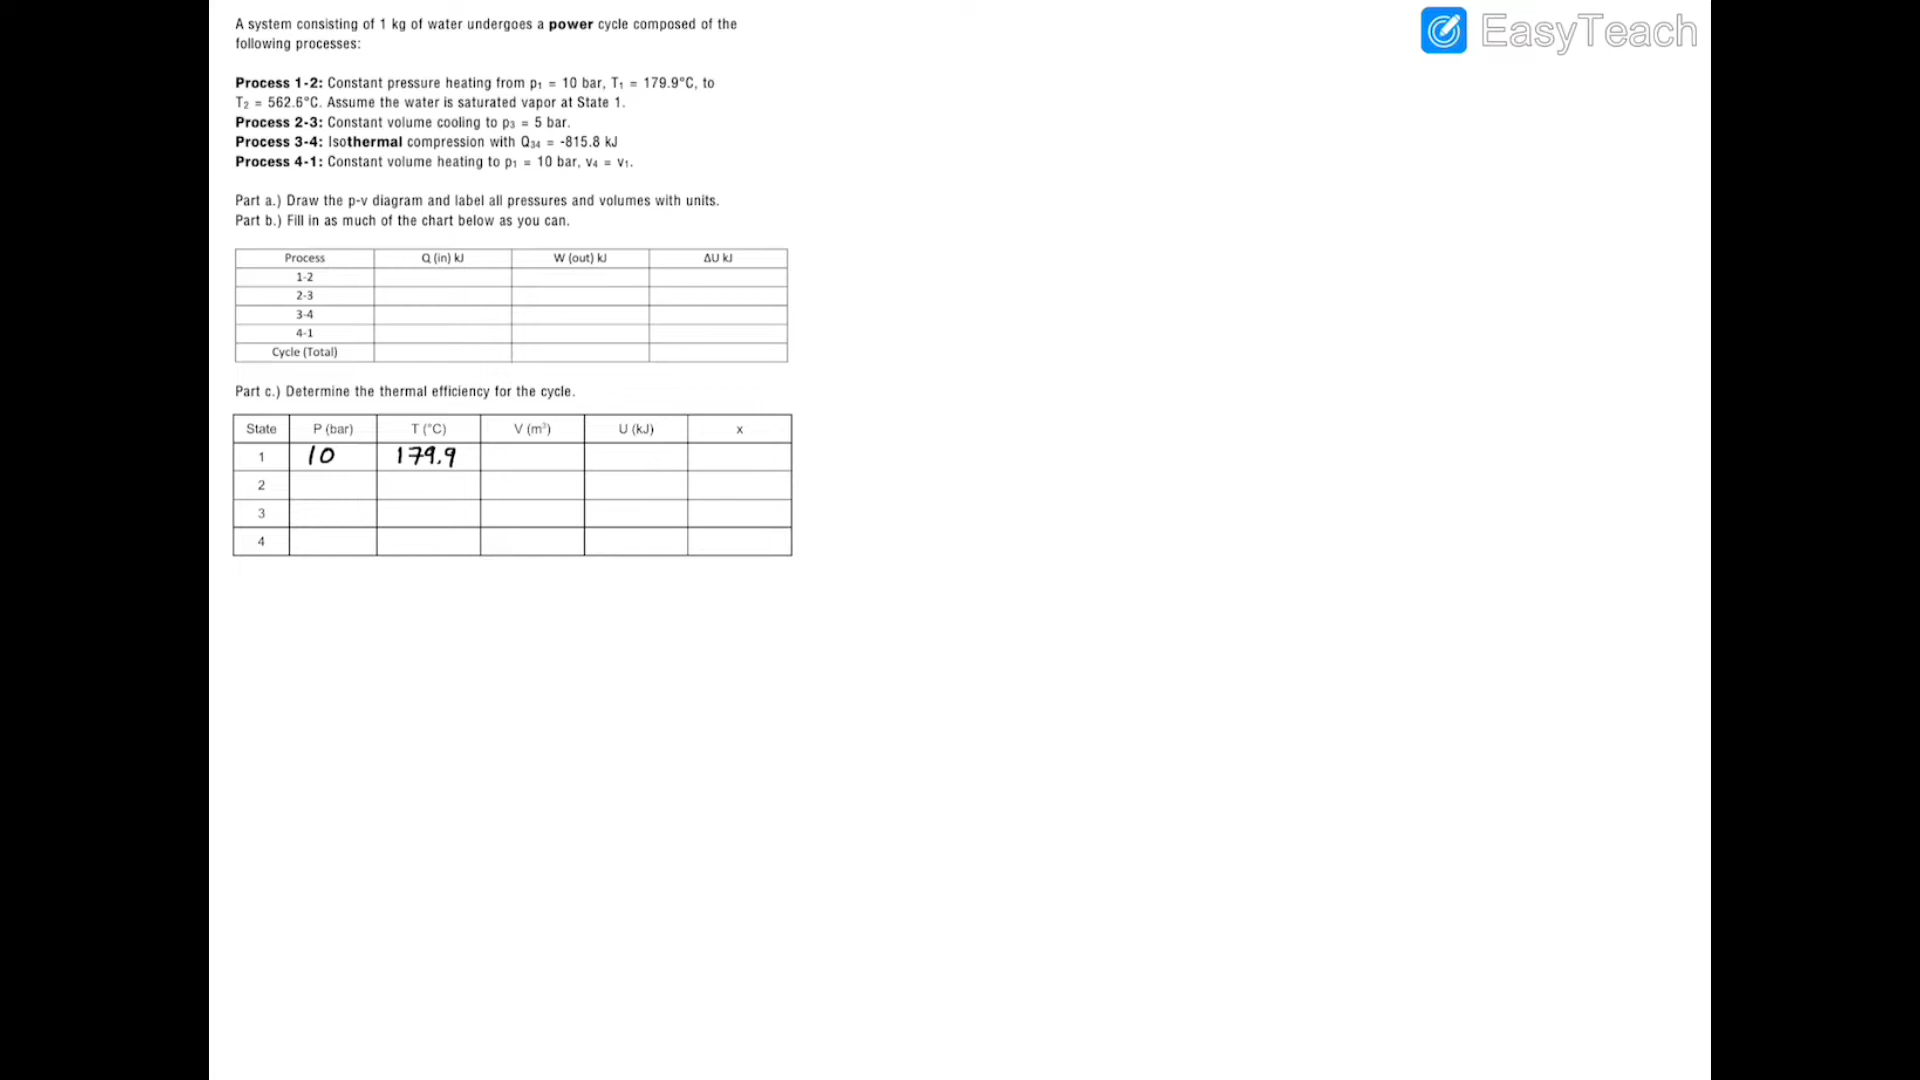 EasyTeach
A system consisting of 1 kg of water undergoes a power cycle composed of the
following processes:
Process 1-2: Constant pressure heating from p₁ = 10 bar, T₁ = 179.9°C, to
T₂ = 562.6°C. Assume the water is saturated vapor at State 1.
Process 2-3: Constant volume cooling to p₃ = 5 bar.
Process 3-4: Isothermal compression with Q₃₄ = -815.8 kJ
Process 4-1: Constant volume heating to p₁ = 10 bar, v₄ = v₁.
Part a.) Draw the p-v diagram and label all pressures and volumes with units.
Part b.) Fill in as much of the chart below as you can.
Process Q (in) kJ W (out) kJ ΔU kJ
1-2
2-3
3-4
4-1
Cycle (Total)
Part c.) Determine the thermal efficiency for the cycle.
State P (bar) T (°C) V (m³) U (kJ) x
1 10 179.9
2
3
4